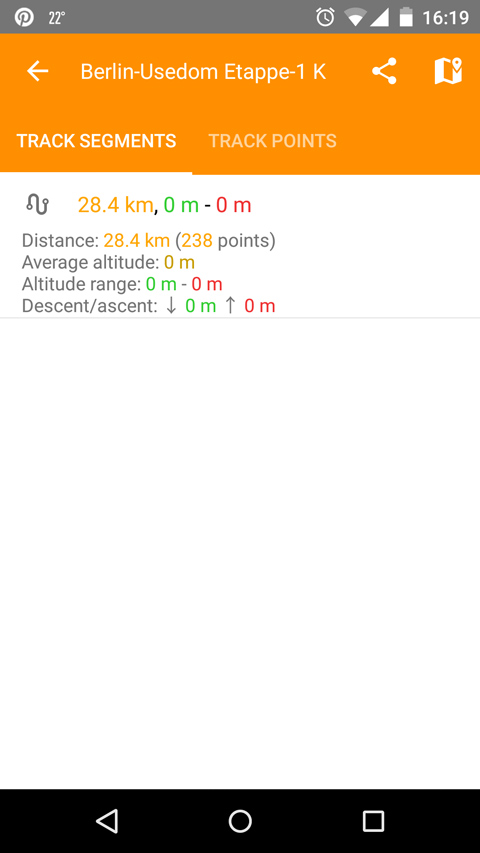 22° 16:19
Berlin-Usedom Etappe-1 K
TRACK SEGMENTS TRACK POINTS
28.4 km, 0 m - 0 m
Distance: 28.4 km (238 points)
Average altitude: 0 m
Altitude range: 0 m - 0 m
Descent/ascent: ↓ 0 m ↑ 0 m